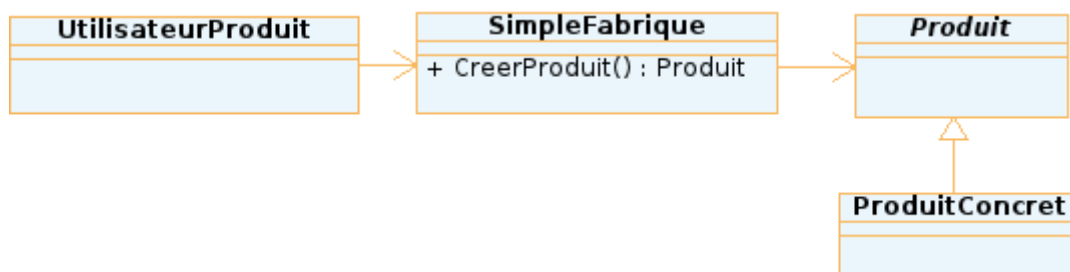 UtilisateurProduit
SimpleFabrique
+ CreerProduit() : Produit
Produit
ProduitConcret